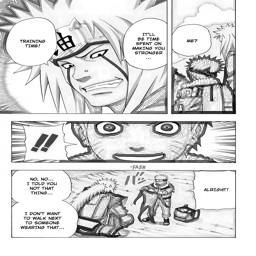 ME?
IT'LL BE
TIME
SPENT ON
MAKING YOU
STRONGER...
TRAINING
TIME!
油
!!
ALRIGHT!
NO, NO...
I TOLD YOU
NOT THAT
THING...
I DON'T WANT
TO WALK NEXT
TO SOMEONE
WEARING THAT...